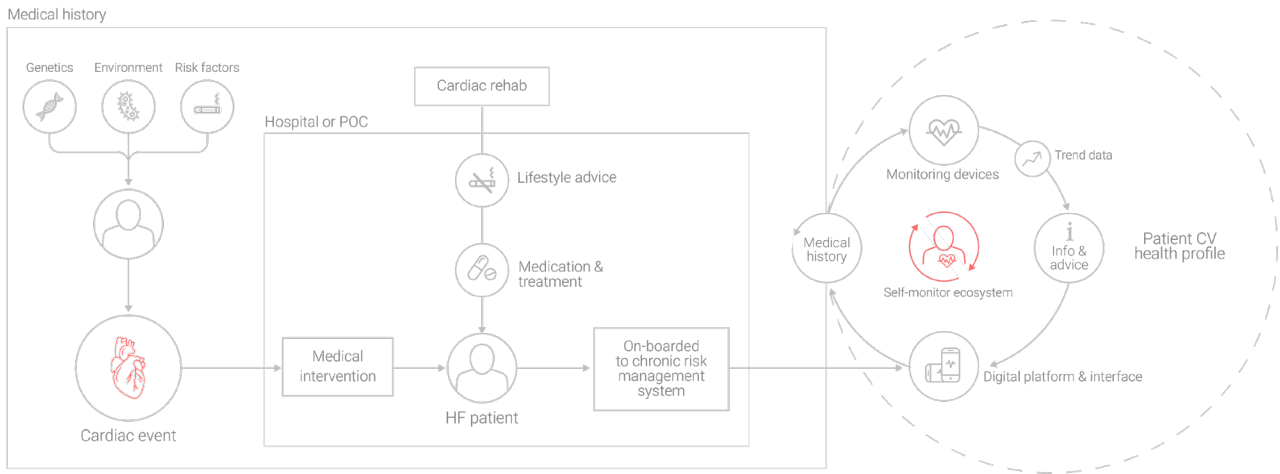 Medical history
Genetics
Environment
Risk factors
Cardiac rehab
Hospital or POC
Lifestyle advice
Medication &
treatment
Medical
intervention
HF patient
On-boarded
to chronic risk
management
system
Cardiac event
Monitoring devices
Trend data
Medical
history
Info &
advice
Self-monitor ecosystem
Digital platform & interface
Patient CV
health profile